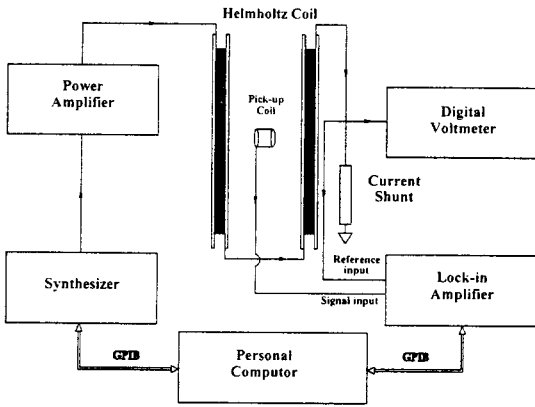 Helmholtz Coil
Power
Amplifier
Pick-up
Coil
Digital
Voltmeter
Current
Shunt
Reference
input
Synthesizer
Lock-in
Amplifier
Signal input
GPIB
GPIB
Personal
Computor